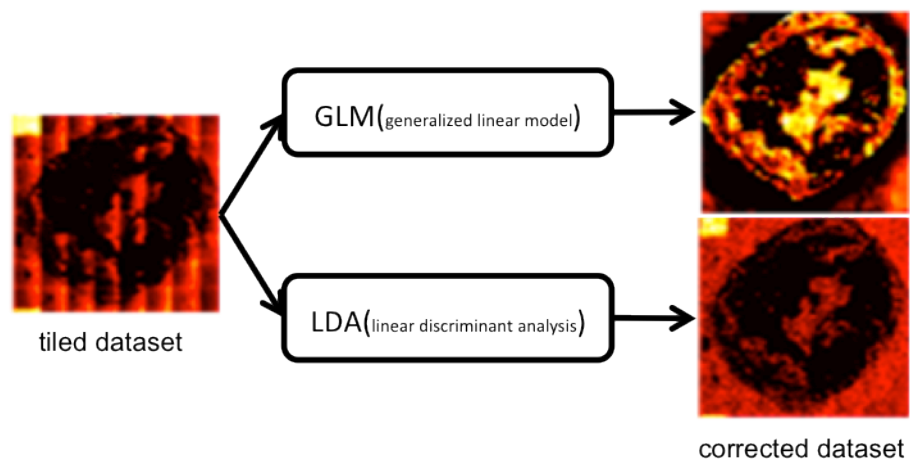 GLM(generalized linear model)
tiled dataset
LDA(linear discriminant analysis)
corrected dataset